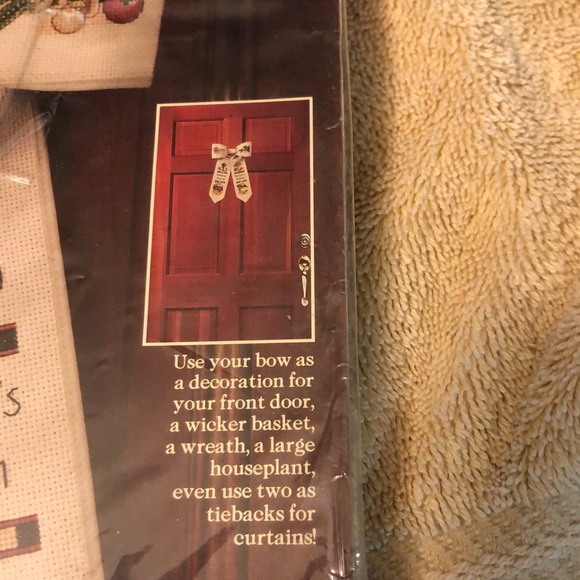 's
Use your bow as
a decoration for
your front door,
a wicker basket,
a wreath, a large
houseplant,
even use two as
tiebacks for
curtains!